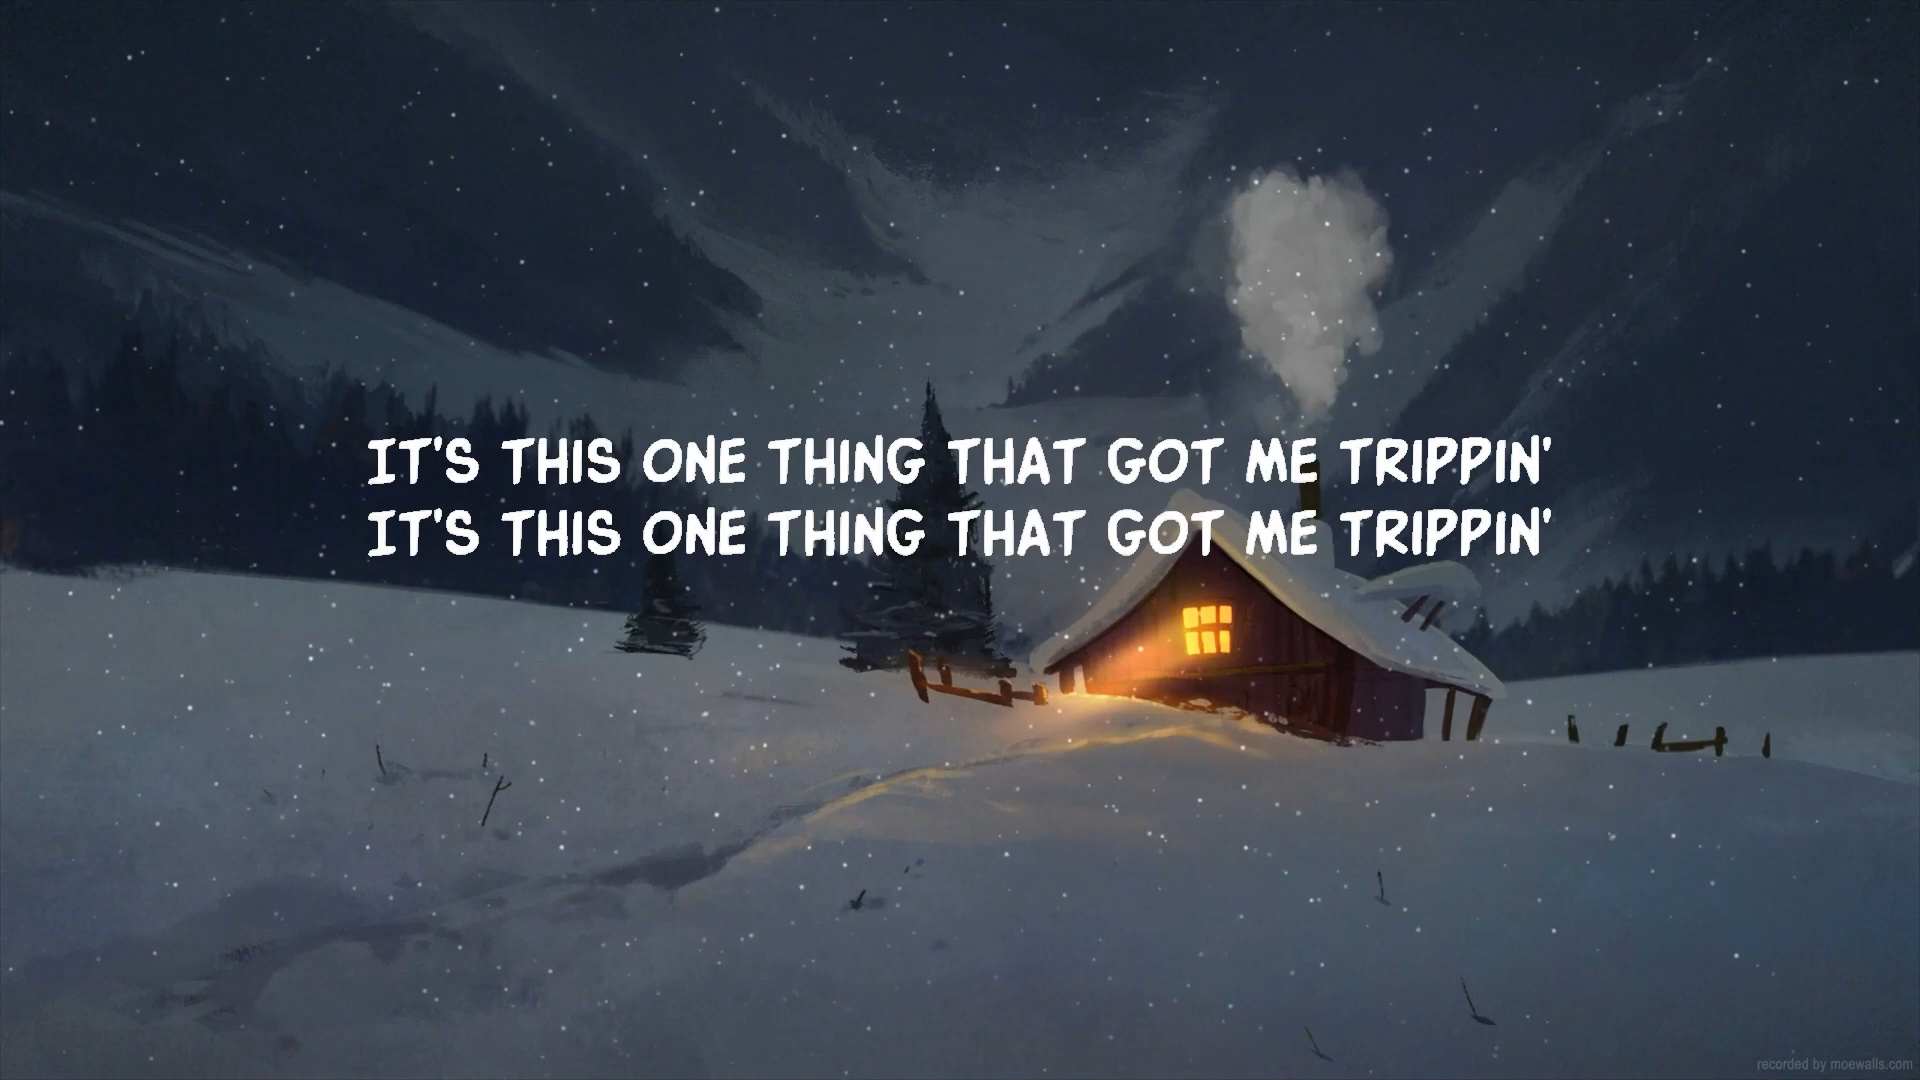 IT'S THIS ONE THING THAT GOT ME TRIPPIN'
IT'S THIS ONE THING THAT GOT ME TRIPPIN'
recorded by moewalls.com